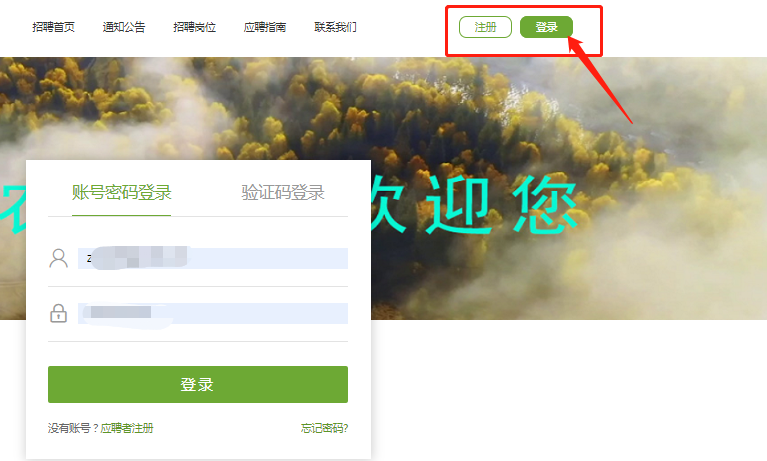 招聘首页 通知公告 招聘岗位 应聘指南 联系我们 注册 登录
欢迎您
账号密码登录 验证码登录
登录
没有账号？应聘者注册 忘记密码?